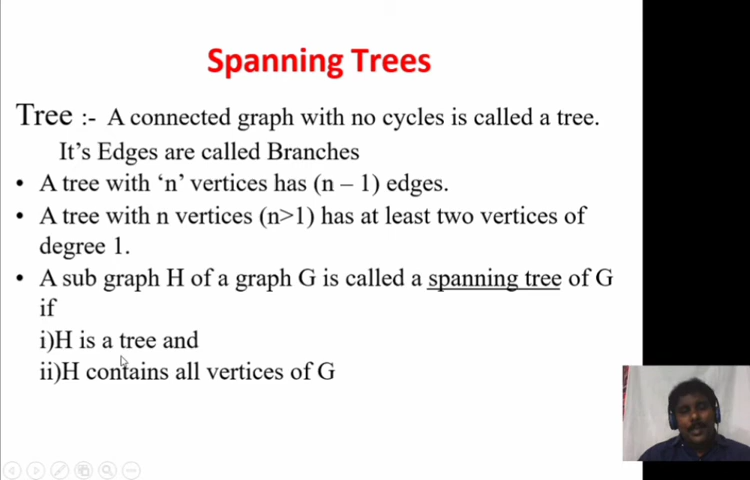 Spanning Trees
Tree :- A connected graph with no cycles is called a tree.
It’s Edges are called Branches
• A tree with ‘n’ vertices has (n – 1) edges.
• A tree with n vertices (n>1) has at least two vertices of
degree 1.
• A sub graph H of a graph G is called a spanning tree of G
if
i)H is a tree and
ii)H contains all vertices of G